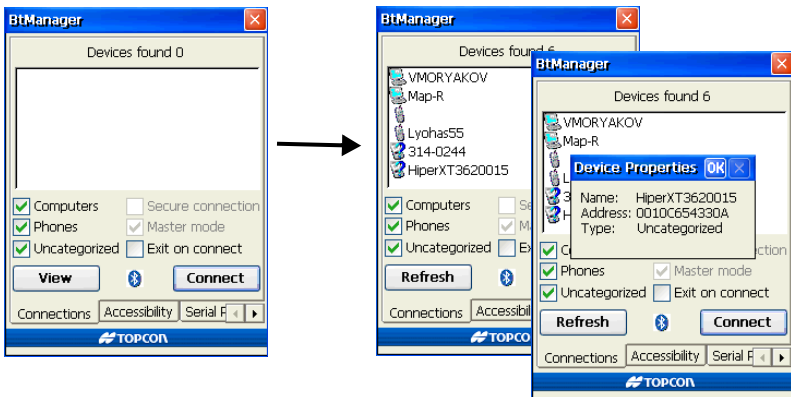 BtManager
Devices found 0
Computers
Secure connection
Phones
Master mode
Uncategorized
Exit on connect
View
Connect
Connections
Accessibility
Serial
TOPCON
BtManager
Devices found 6
VMORYAKOV
Map-R
Lyohas55
314-0244
HiperXT3620015
Computers
Phones
Uncategorized
Refresh
Connections
BtManager
Devices found 6
VMORYAKOV
Map-R
Device Properties OK
Name: HiperXT3620015
Address: 0010C654330A
Type: Uncategorized
Phones
Master mode
Uncategorized
Exit on connect
Refresh
Connect
Connections
Accessibility
Serial
TOPCON